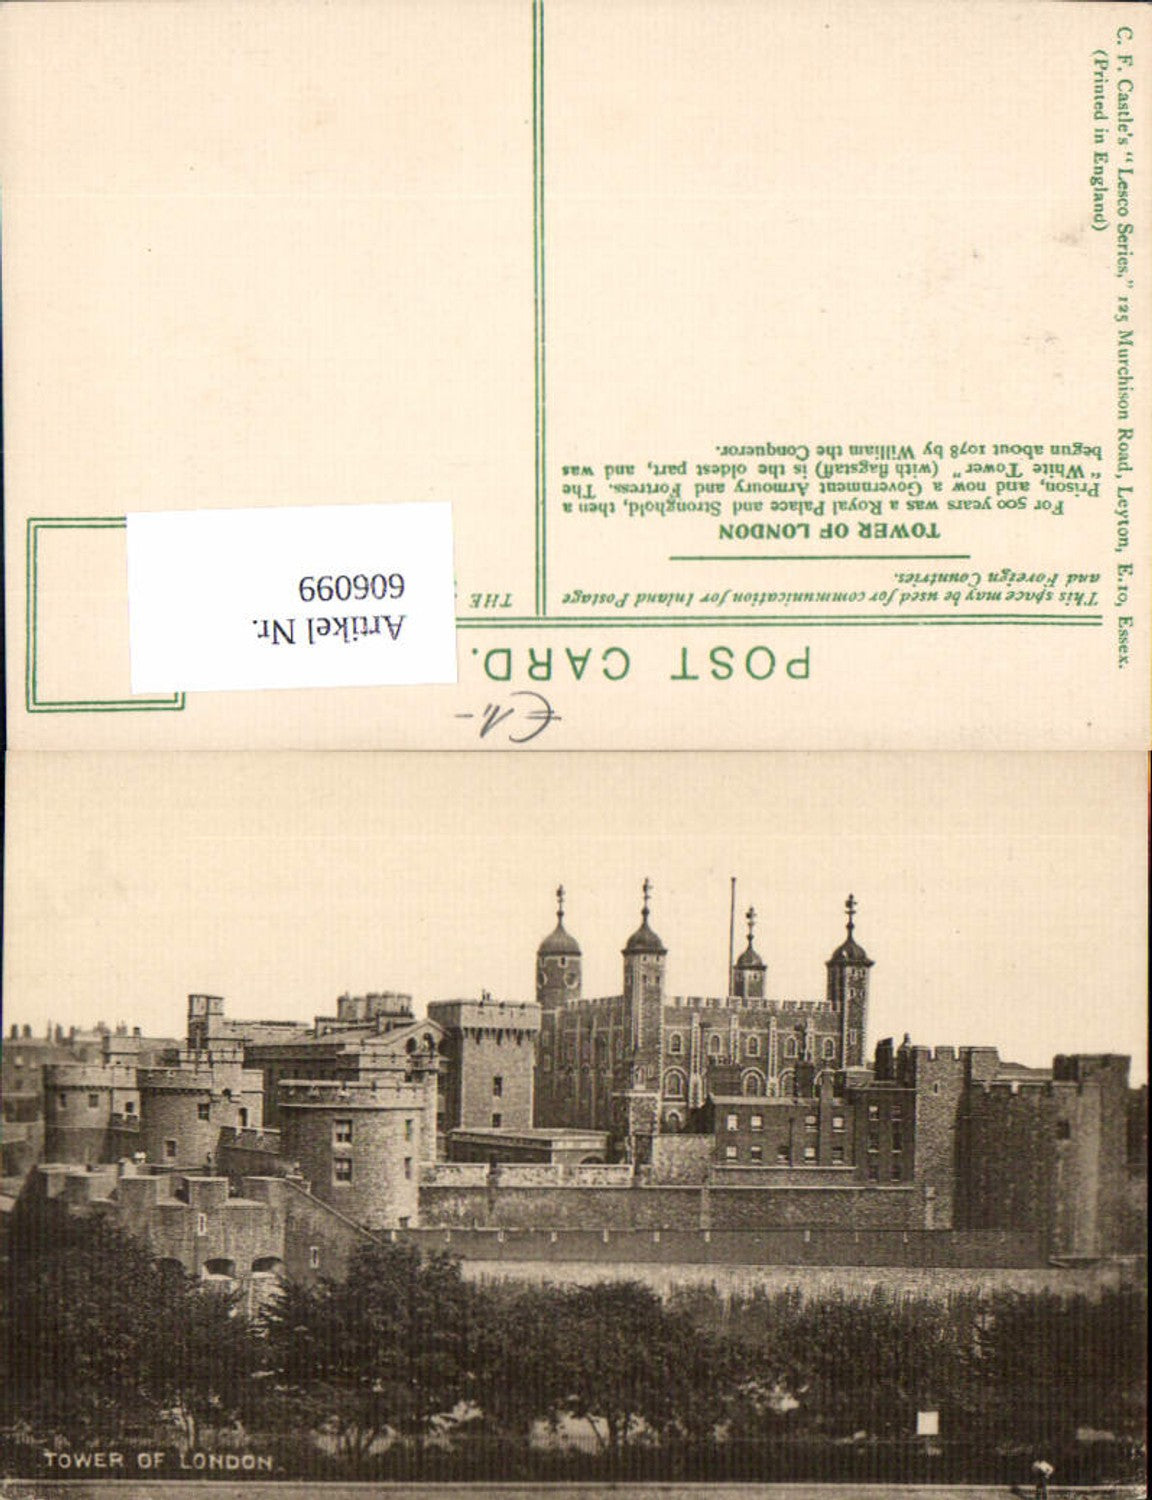 POST CARD.
This space may be used for communication for Inland Postage
and Foreign Countries.
THE
TOWER OF LONDON
For 500 years was a Royal Palace and Stronghold, then a
Prison, and now a Government Armoury and Fortress. The
"White Tower" (with flagstaff) is the oldest part, and was
begun about 1078 by William the Conqueror.
C. F. Castle's "Lesco Series," 125 Murchison Road, Leyton, E.10, Essex.
(Printed in England)
Artikel Nr.
606099
€1,-
TOWER OF LONDON